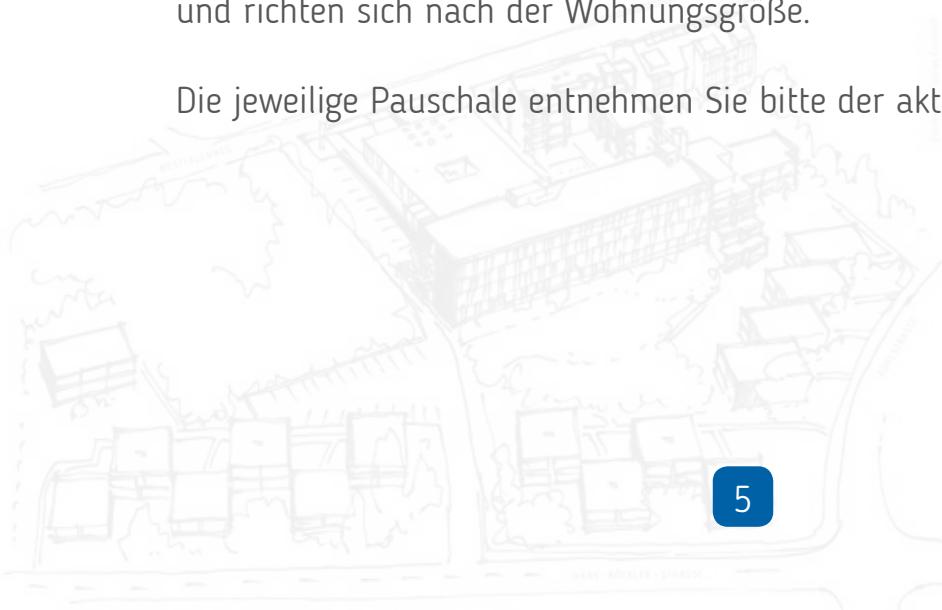 und richten sich nach der Wohnungsgröße.
Die jeweilige Pauschale entnehmen Sie bitte der akt
5